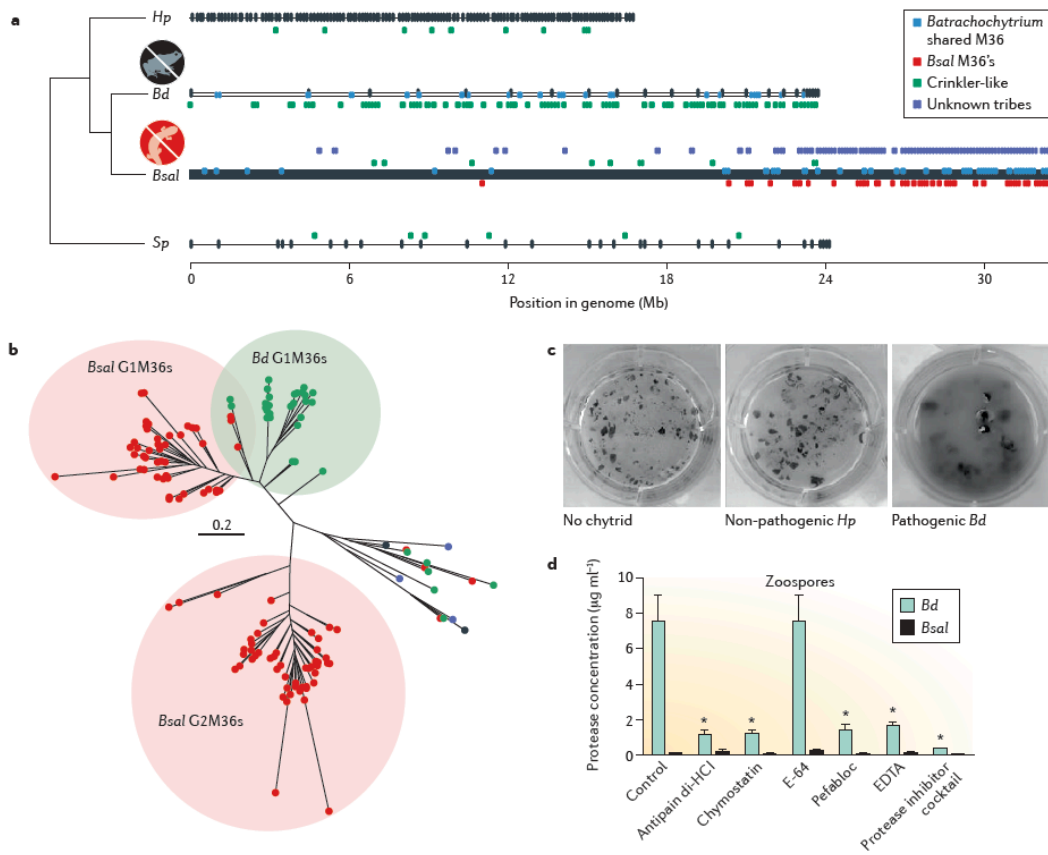 a
Hp
Bd
Bsal
Sp
Batrachochytrium
shared M36
Bsal M36's
Crinkler-like
Unknown tribes
0 6 12 18 24 30
Position in genome (Mb)
b
Bsal G1M36s
Bd G1M36s
0.2
Bsal G2M36s
c
No chytrid
Non-pathogenic Hp
Pathogenic Bd
d
Zoospores
Protease concentration (μg ml⁻¹)
10
8
6
4
2
0
Bd
Bsal
* * * * *
Control
Antipain di-HCl
Chymostatin
E-64
Pefabloc
EDTA
Protease inhibitor
cocktail